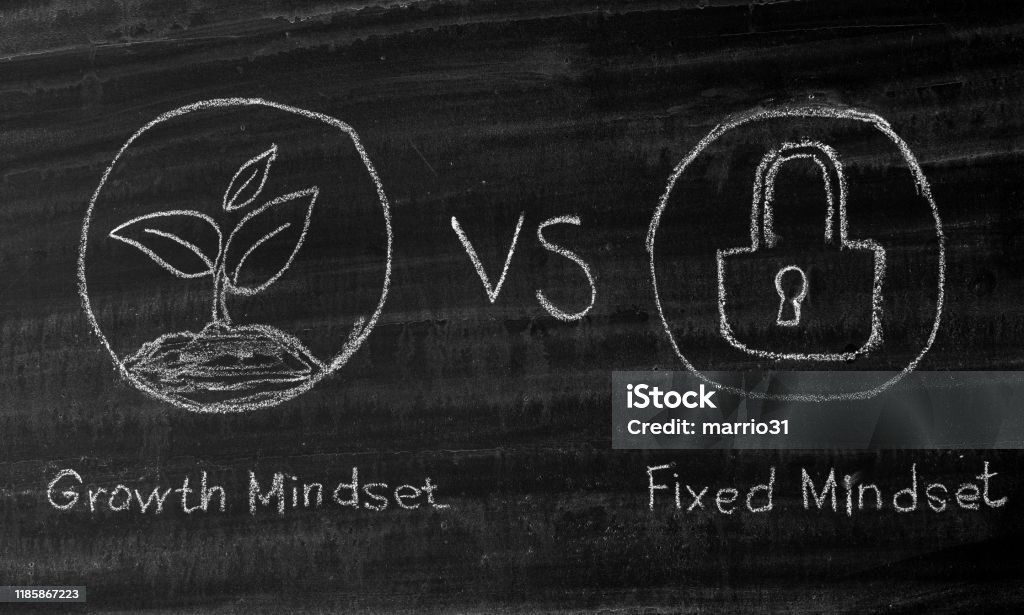 VS
iStock
Credit: marrio31
Growth Mindset
Fixed Mindset
1185867223